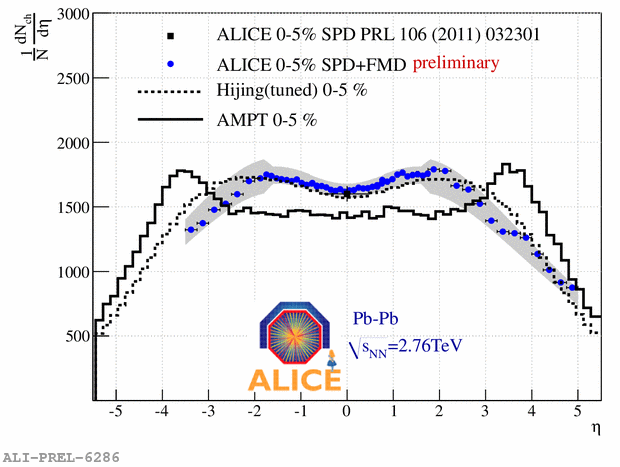 1/N dN_ch/dη
3000
2500
2000
1500
1000
500
ALICE 0-5% SPD PRL 106 (2011) 032301
ALICE 0-5% SPD+FMD preliminary
Hijing(tuned) 0-5 %
AMPT 0-5 %
Pb-Pb
√s_NN=2.76TeV
ALICE
-5 -4 -3 -2 -1 0 1 2 3 4 5
η
ALI-PREL-6286